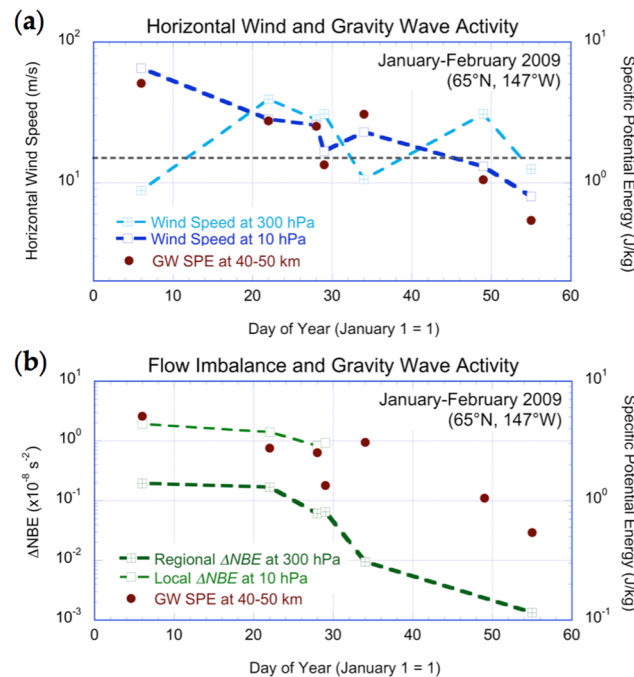 (a)
Horizontal Wind and Gravity Wave Activity
10² 10¹
January-February 2009
(65°N, 147°W)
Horizontal Wind Speed (m/s)
Specific Potential Energy (J/kg)
10¹ 10⁰
Wind Speed at 300 hPa
Wind Speed at 10 hPa
GW SPE at 40-50 km
0 10 20 30 40 50 60
Day of Year (January 1 = 1)
(b)
Flow Imbalance and Gravity Wave Activity
10¹ 10¹
January-February 2009
(65°N, 147°W)
10⁰
ΔNBE (x10⁻⁸ s⁻²)
Specific Potential Energy (J/kg)
10⁻¹ 10⁰
10⁻²
Regional ΔNBE at 300 hPa
Local ΔNBE at 10 hPa
GW SPE at 40-50 km
10⁻³ 10⁻¹
0 10 20 30 40 50 60
Day of Year (January 1 = 1)